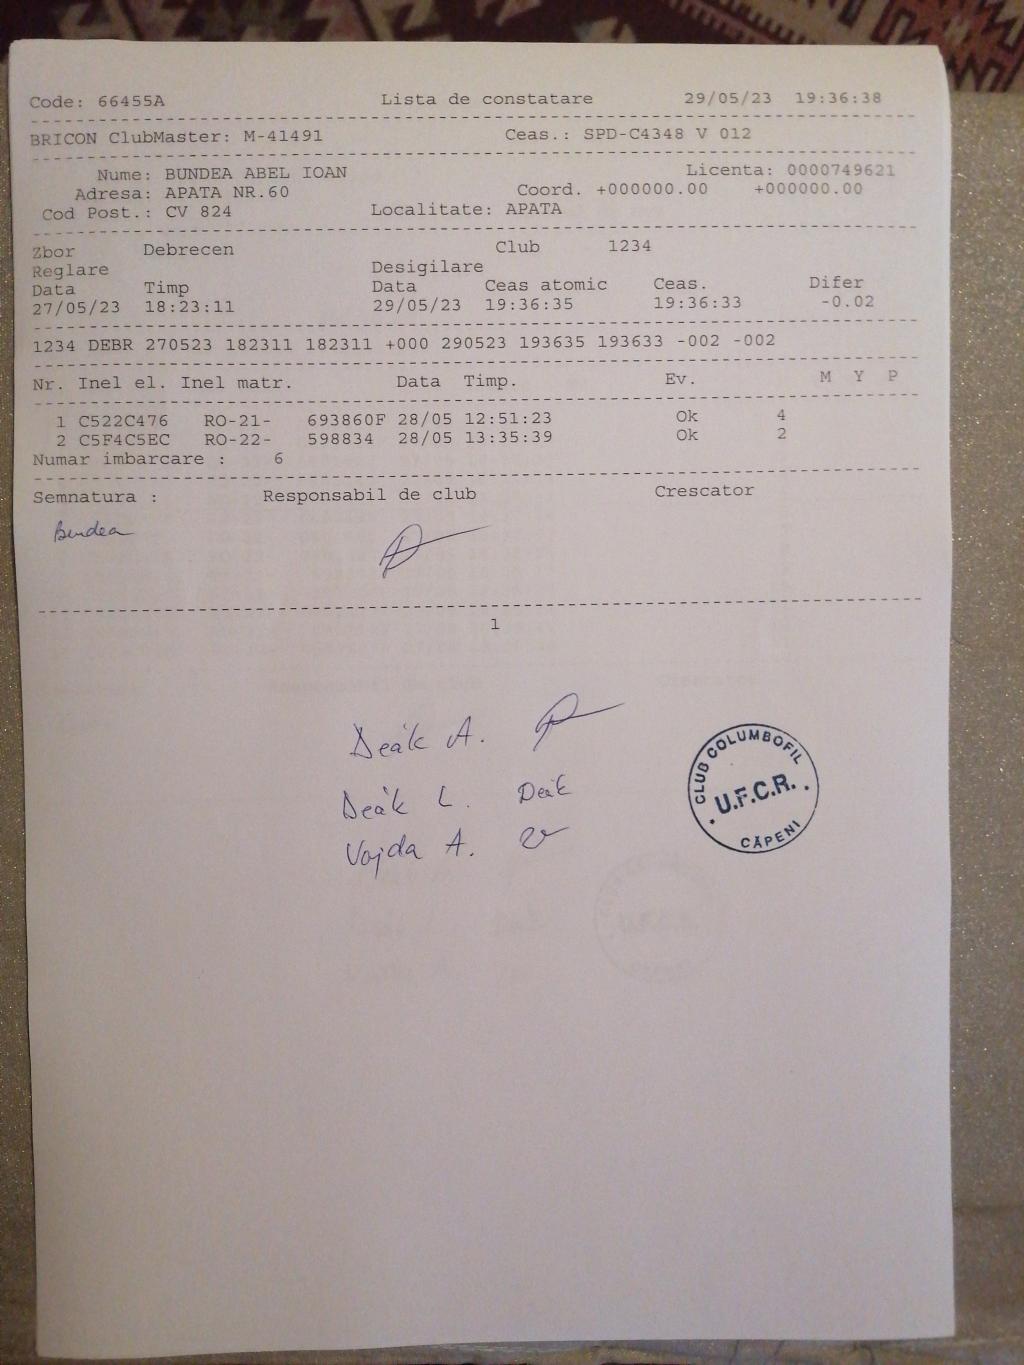 Code: 66455A Lista de constatare 29/05/23 19:36:38
BRICON ClubMaster: M-41491 Ceas.: SPD-C4348 V 012
Nume: BUNDEA ABEL IOAN Licenta: 0000749621
Adresa: APATA NR.60 Coord. +000000.00 +000000.00
Cod Post.: CV 824 Localitate: APATA
Zbor Debrecen Club 1234
Reglare Desigilare
Data Timp Data Ceas atomic Ceas. Difer
27/05/23 18:23:11 29/05/23 19:36:35 19:36:33 -0.02
1234 DEBR 270523 182311 182311 +000 290523 193635 193633 -002 -002
Nr. Inel el. Inel matr. Data Timp. Ev. M Y P
1 C522C476 RO-21- 693860F 28/05 12:51:23 Ok 4
2 C5F4C5EC RO-22- 598834 28/05 13:35:39 Ok 2
Numar imbarcare : 6
Semnatura : Responsabil de club Crescator
Bundea
1
Deák A.
Deák L. Deák
Vajda A.
CLUB COLUMBOFIL
U.F.C.R.
CĂPENI